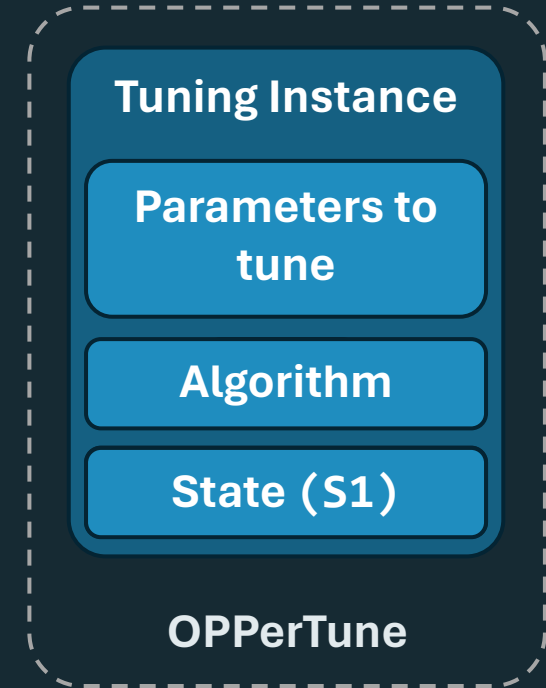 Tuning Instance
Parameters to
tune
Algorithm
State (S1)
OPPerTune